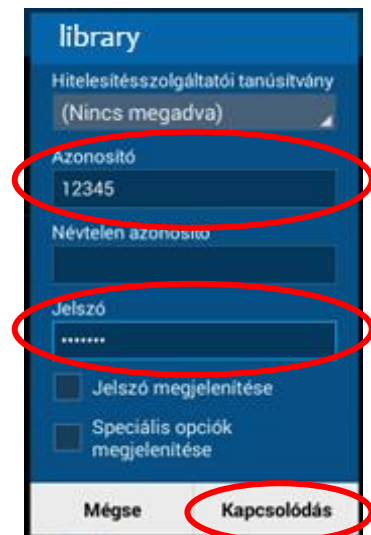 library
Hitelesítésszolgáltatói tanúsítvány
(Nincs megadva)
Azonosító
12345
Névtelen azonosító
Jelszó
•••••••
Jelszó megjelenítése
Speciális opciók
megjelenítése
Mégse Kapcsolódás